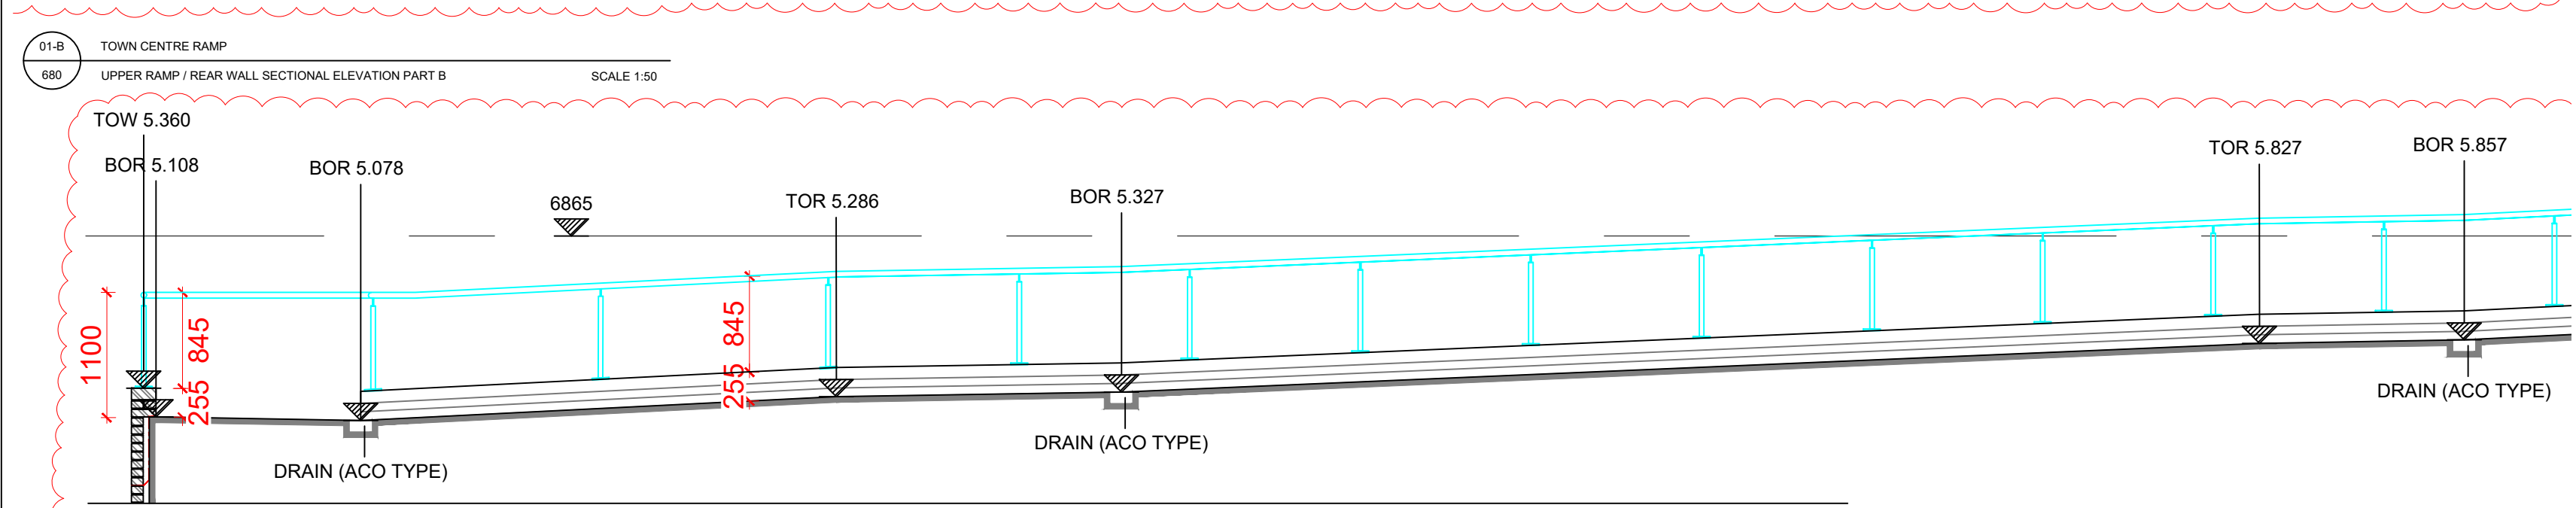 01-B
TOWN CENTRE RAMP
680
UPPER RAMP / REAR WALL SECTIONAL ELEVATION PART B
SCALE 1:50
TOW 5.360
BOR 5.108
BOR 5.078
6865
TOR 5.286
BOR 5.327
TOR 5.827
BOR 5.857
1100
845
255
845
255
DRAIN (ACO TYPE)
DRAIN (ACO TYPE)
DRAIN (ACO TYPE)